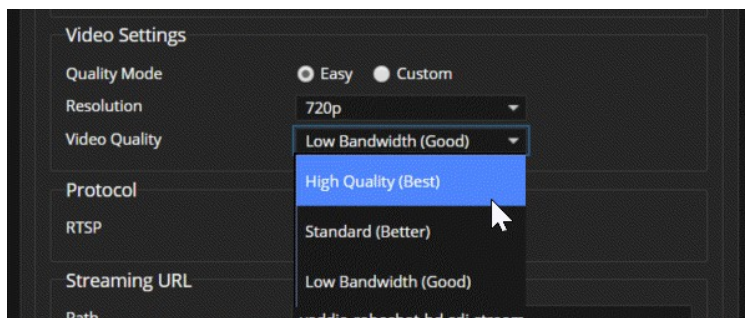 Video Settings
Quality Mode Easy Custom
Resolution 720p
Video Quality Low Bandwidth (Good)
High Quality (Best)
Protocol
RTSP Standard (Better)
Streaming URL Low Bandwidth (Good)
Path